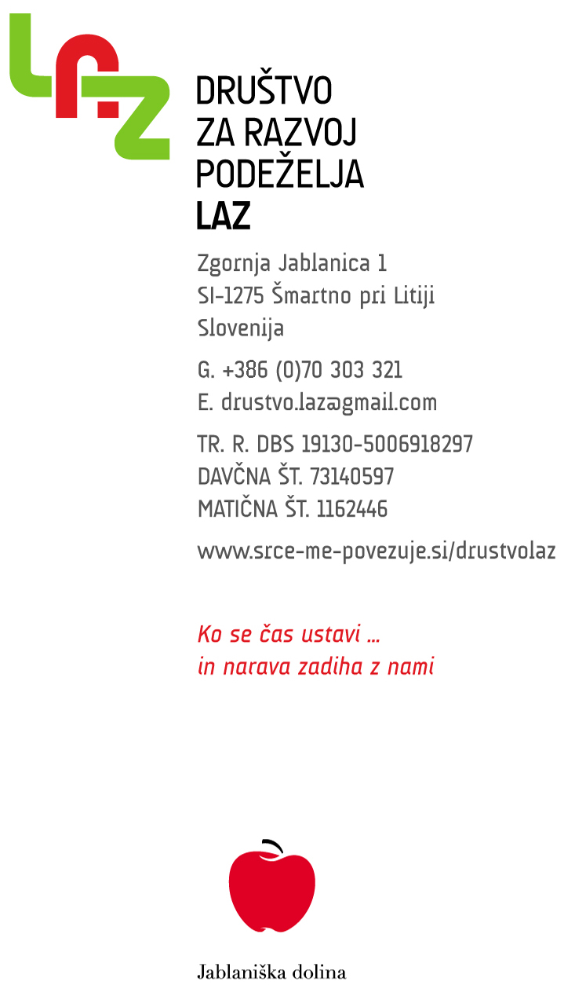 LAZ
DRUŠTVO
ZA RAZVOJ
PODEŽELJA
LAZ
Zgornja Jablanica 1
SI-1275 Šmartno pri Litiji
Slovenija
G. +386 (0)70 303 321
E. drustvo.laz@gmail.com
TR. R. DBS 19130-5006918297
DAVČNA ŠT. 73140597
MATIČNA ŠT. 1162446
www.srce-me-povezuje.si/drustvolaz
Ko se čas ustavi ...
in narava zadiha z nami
Jablaniška dolina